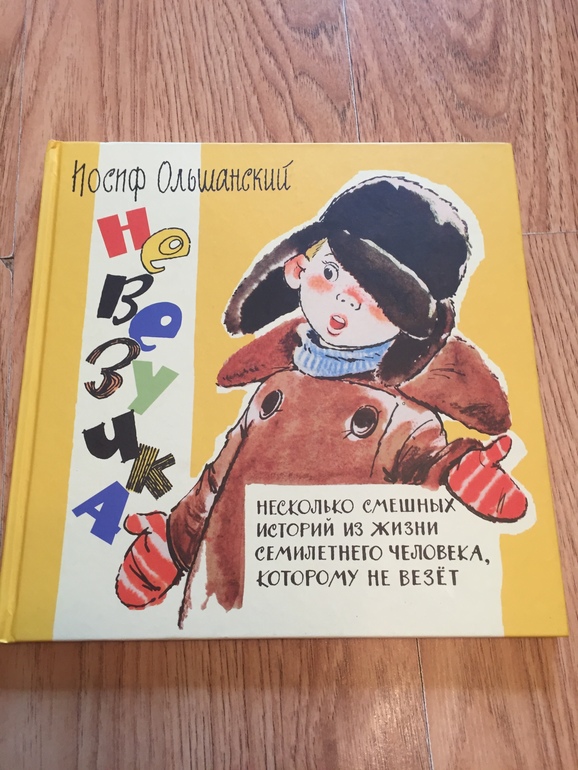 Иосиф Ольшанский
НеВеЗуЧКА
НЕСКОЛЬКО СМЕШНЫХ
ИСТОРИЙ ИЗ ЖИЗНИ
СЕМИЛЕТНЕГО ЧЕЛОВЕКА,
КОТОРОМУ НЕ ВЕЗЁТ